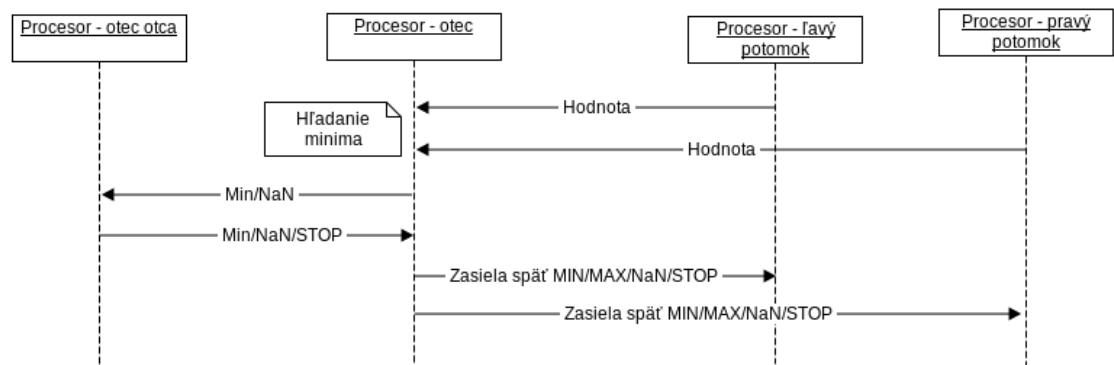 Procesor - otec otca
Procesor - otec
Procesor - ľavý
potomok
Procesor - pravý
potomok
Hodnota
Hľadanie
minima
Hodnota
Min/NaN
Min/NaN/STOP
Zasiela späť MIN/MAX/NaN/STOP
Zasiela späť MIN/MAX/NaN/STOP